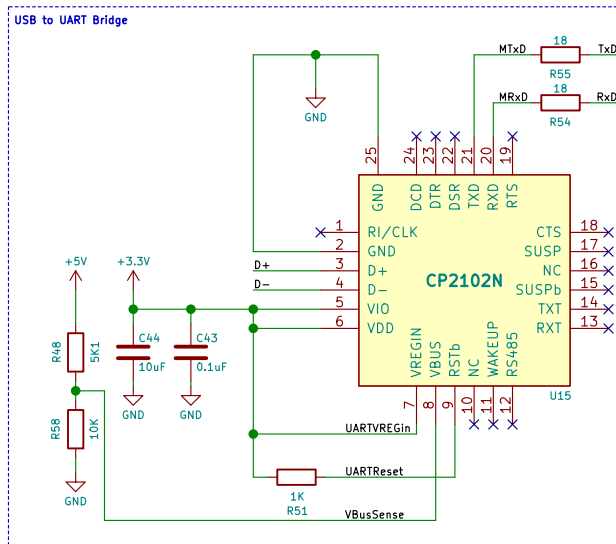 USB to UART Bridge
18
MTxD
TxD
R55
18
MRxD
RxD
R54
GND
25
24
23
22
21
20
19
GND
DCD
DTR
DSR
TXD
RXD
RTS
1
RI/CLK
CTS
18
2
GND
SUSP
17
D+
3
D+
NC
16
CP2102N
D-
4
D-
SUSPb
15
+5V
+3.3V
5
VIO
TXT
14
6
VDD
RXT
13
R48
5K1
C44
10uF
C43
0.1uF
VREGIN
VBUS
RSTb
NC
WAKEUP
RS485
GND
GND
U15
7
8
9
10
11
12
R58
10K
UARTVREGin
GND
UARTReset
1K
R51
VBusSense